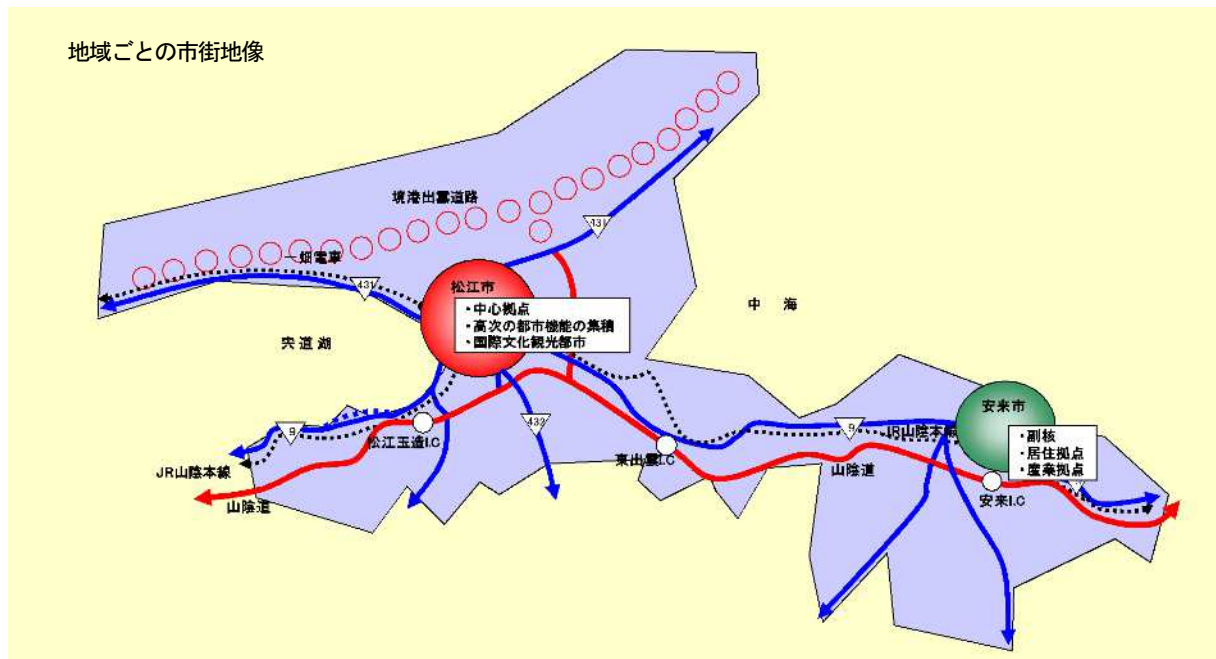 地域ごとの市街地像
境港出雲道路
431
一畑電車
431
松江市
・中心拠点
・高次の都市機能の集積
・国際文化観光都市
中 海
宍道湖
安来市
・副核
・居住拠点
・産業拠点
9
松江玉造I.C
432
9
JR山陰本線
東出雲I.C
山陰道
JR山陰本線
山陰道
安来I.C